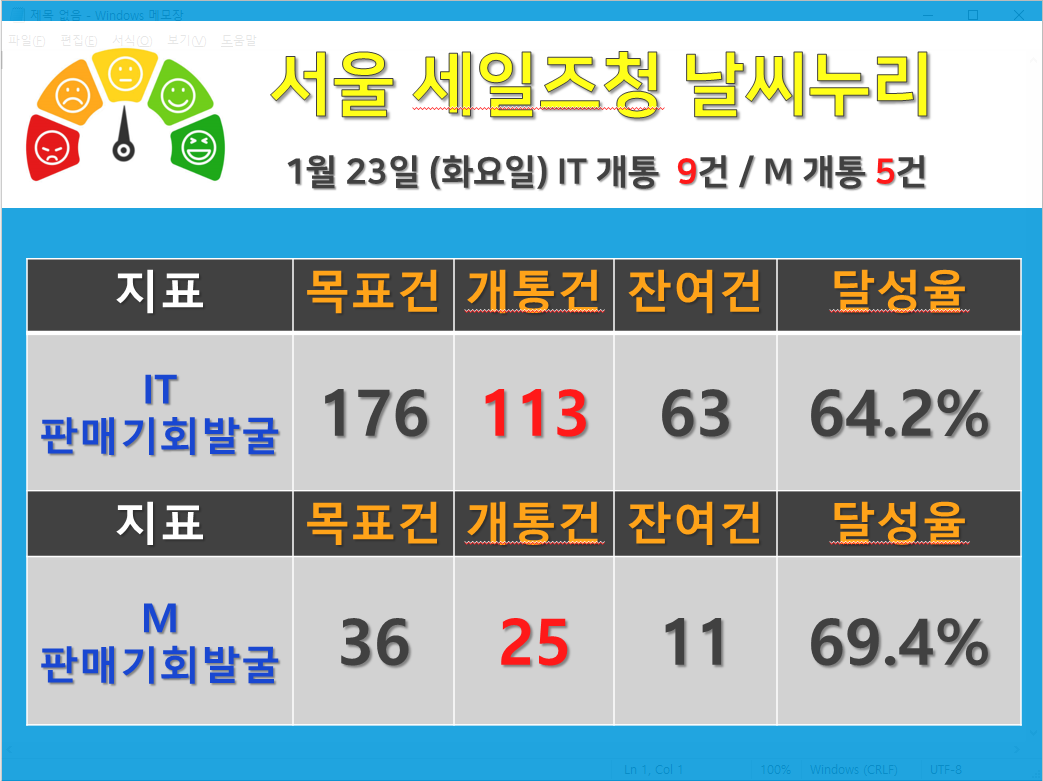 제목 없음 - Windows 메모장
파일(F) 편집(E) 서식(O) 보기(V) 도움말
서울 세일즈청 날씨누리
1월 23일 (화요일) IT 개통 9건 / M 개통 5건
지표 목표건 개통건 잔여건 달성율
IT
판매기회발굴 176 113 63 64.2%
지표 목표건 개통건 잔여건 달성율
M
판매기회발굴 36 25 11 69.4%
Ln 1, Col 1 100% Windows (CRLF) UTF-8